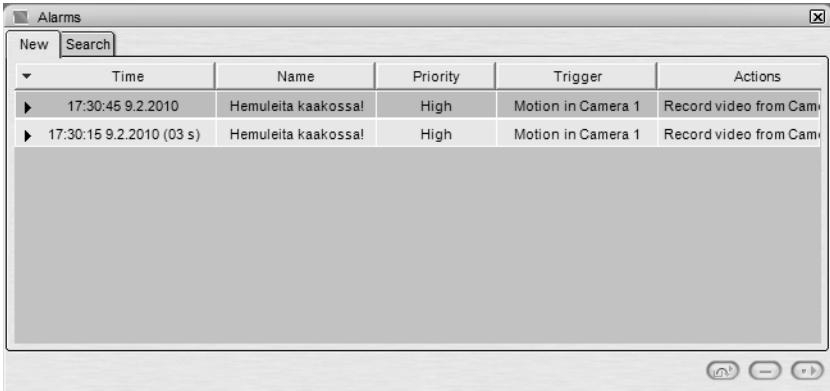 Alarms
New Search
Time Name Priority Trigger Actions
17:30:45 9.2.2010 Hemuleita kaakossa! High Motion in Camera 1 Record video from Cam
17:30:15 9.2.2010 (03 s) Hemuleita kaakossa! High Motion in Camera 1 Record video from Cam